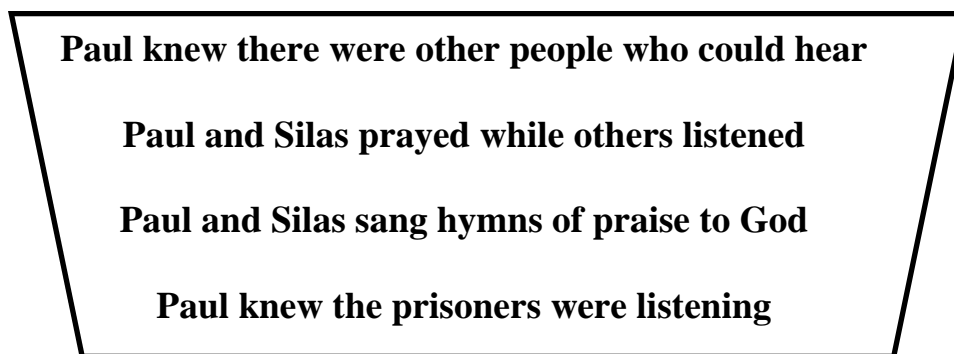 Paul knew there were other people who could hear
Paul and Silas prayed while others listened
Paul and Silas sang hymns of praise to God
Paul knew the prisoners were listening